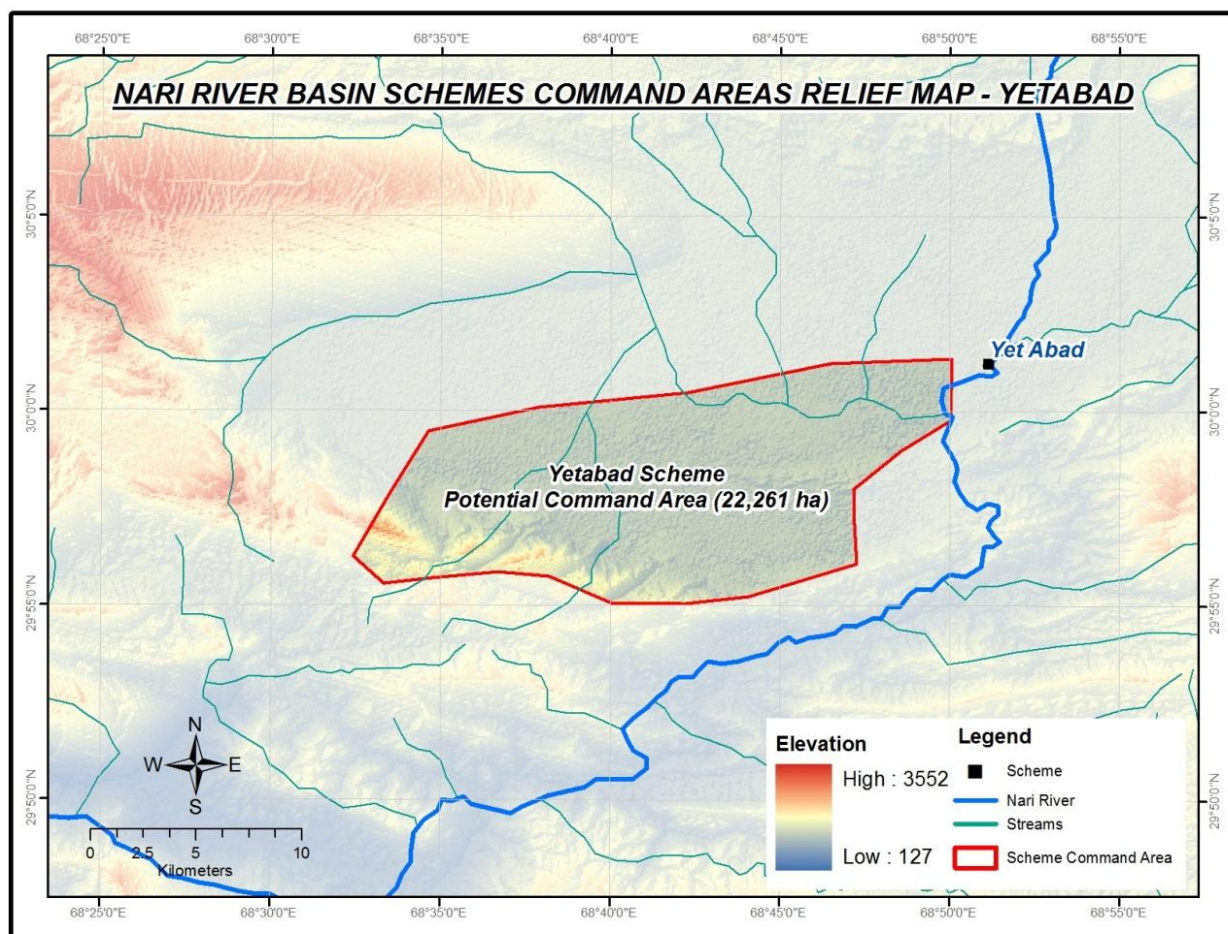 68°25'0"E 68°30'0"E 68°35'0"E 68°40'0"E 68°45'0"E 68°50'0"E 68°55'0"E
NARI RIVER BASIN SCHEMES COMMAND AREAS RELIEF MAP - YETABAD
30°5'0"N 30°5'0"N
Yet Abad
30°0'0"N 30°0'0"N
Yetabad Scheme
Potential Command Area (22,261 ha)
29°55'0"N 29°55'0"N
N
W E
S
29°50'0"N 29°50'0"N
0 2.5 5 10
Kilometers
Elevation
High : 3552
Low : 127
Legend
Scheme
Nari River
Streams
Scheme Command Area
68°25'0"E 68°30'0"E 68°35'0"E 68°40'0"E 68°45'0"E 68°50'0"E 68°55'0"E